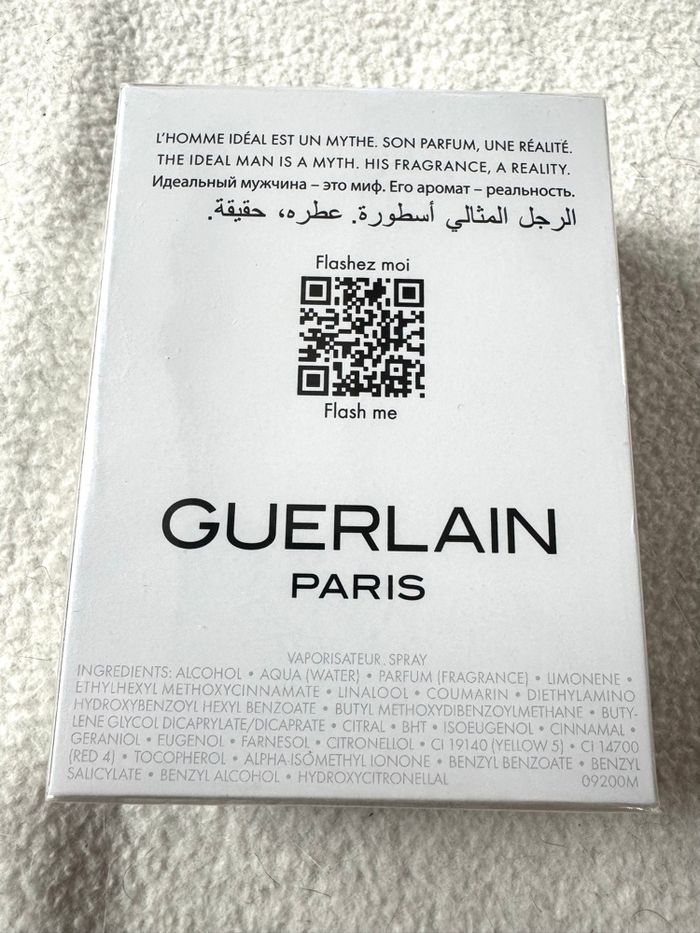 L'HOMME IDÉAL EST UN MYTHE. SON PARFUM, UNE RÉALITÉ.
THE IDEAL MAN IS A MYTH. HIS FRAGRANCE, A REALITY.
Идеальный мужчина – это миф. Его аромат – реальность.
الرجل المثالي أسطورة. عطره، حقيقة.
Flashez moi
Flash me
GUERLAIN
PARIS
VAPORISATEUR. SPRAY
INGREDIENTS: ALCOHOL • AQUA (WATER) • PARFUM (FRAGRANCE) • LIMONENE •
ETHYLHEXYL METHOXYCINNAMATE • LINALOOL • COUMARIN • DIETHYLAMINO
HYDROXYBENZOYL HEXYL BENZOATE • BUTYL METHOXYDIBENZOYLMETHANE • BUTY-
LENE GLYCOL DICAPRYLATE/DICAPRATE • CITRAL • BHT • ISOEUGENOL • CINNAMAL •
GERANIOL • EUGENOL • FARNESOL • CITRONELLOL • CI 19140 (YELLOW 5) • CI 14700
(RED 4) • TOCOPHEROL • ALPHA-ISOMETHYL IONONE • BENZYL BENZOATE • BENZYL
SALICYLATE • BENZYL ALCOHOL • HYDROXYCITRONELLAL 09200M